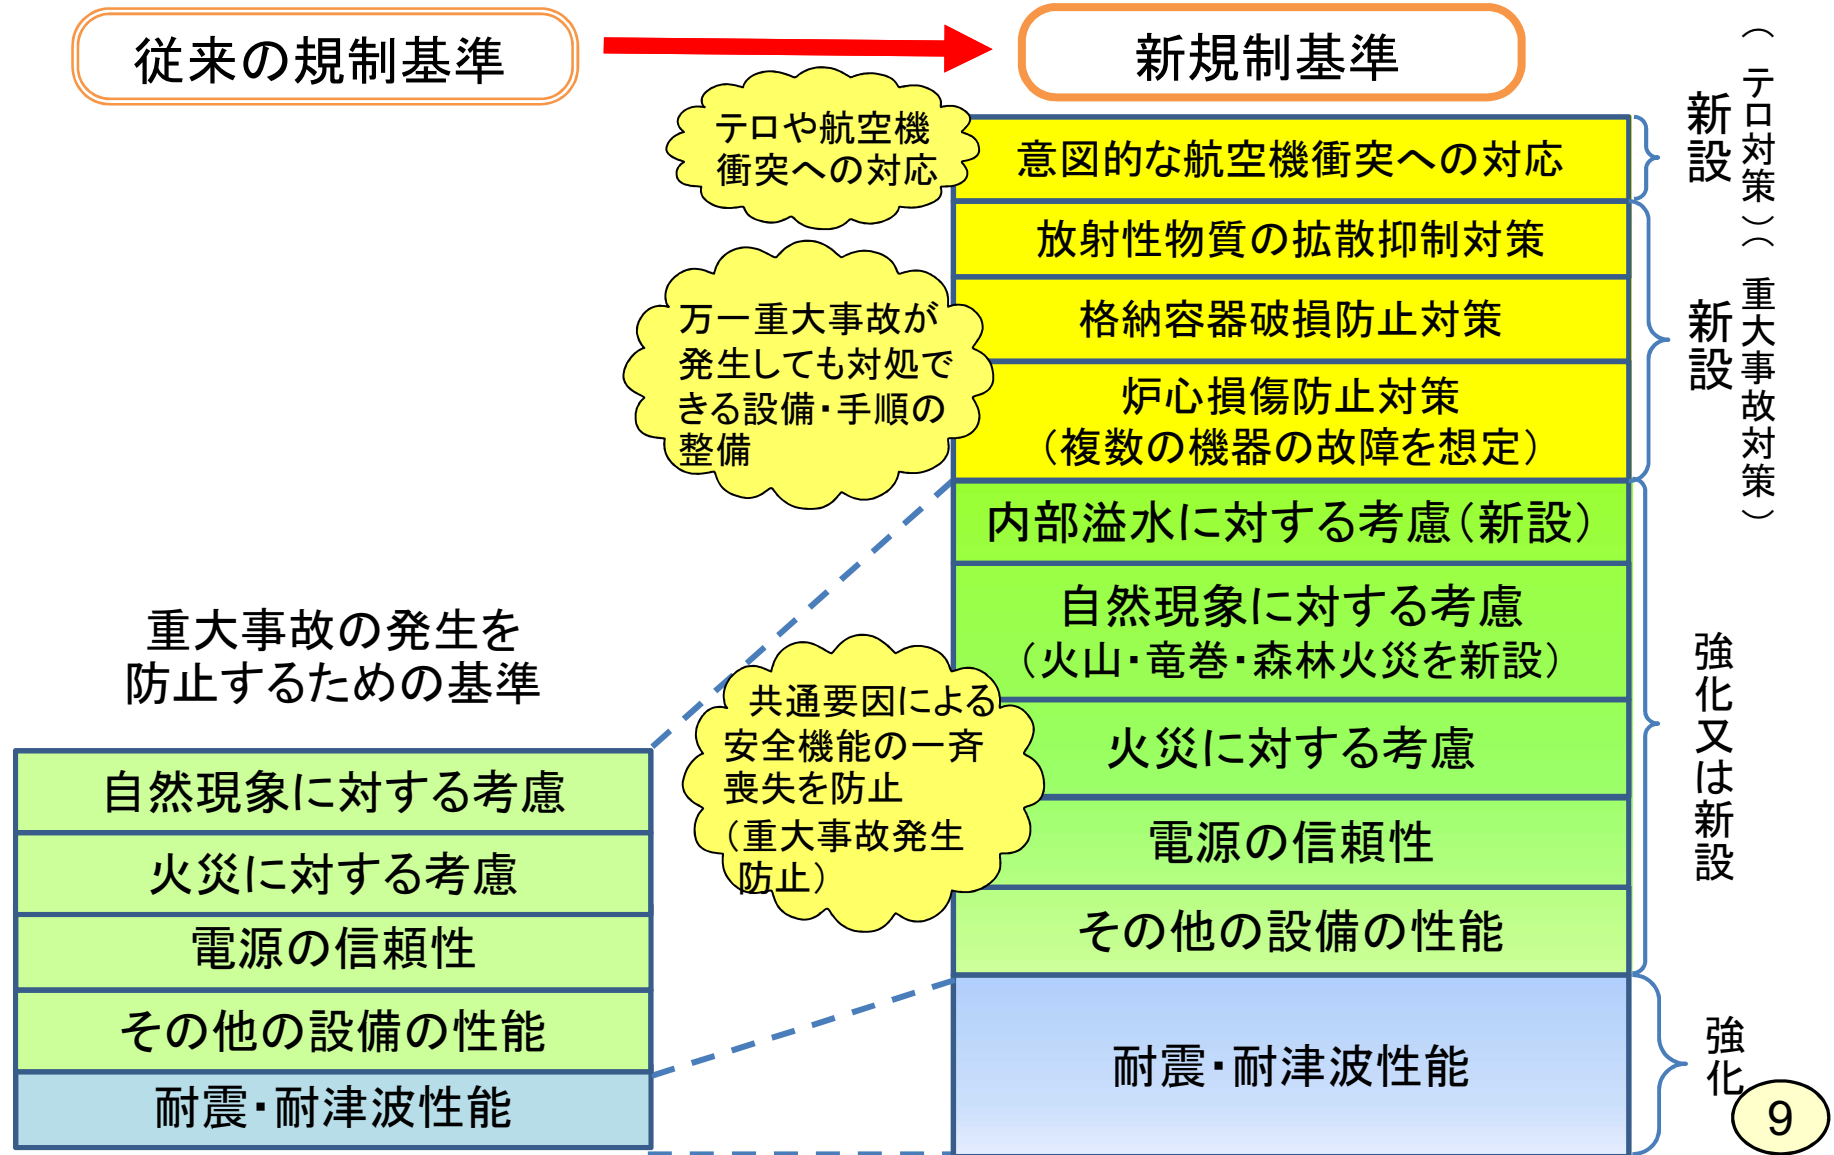 従来の規制基準
新規制基準
テロや航空機
衝突への対応
万一重大事故が
発生しても対処で
きる設備・手順の
整備
意図的な航空機衝突への対応
放射性物質の拡散抑制対策
格納容器破損防止対策
炉心損傷防止対策
（複数の機器の故障を想定）
内部溢水に対する考慮（新設）
自然現象に対する考慮
（火山・竜巻・森林火災を新設）
火災に対する考慮
電源の信頼性
その他の設備の性能
耐震・耐津波性能
新設
（テロ対策）
新設
（重大事故対策）
強化又は新設
強化
重大事故の発生を
防止するための基準
自然現象に対する考慮
火災に対する考慮
電源の信頼性
その他の設備の性能
耐震・耐津波性能
共通要因による
安全機能の一斉
喪失を防止
（重大事故発生
防止）
9